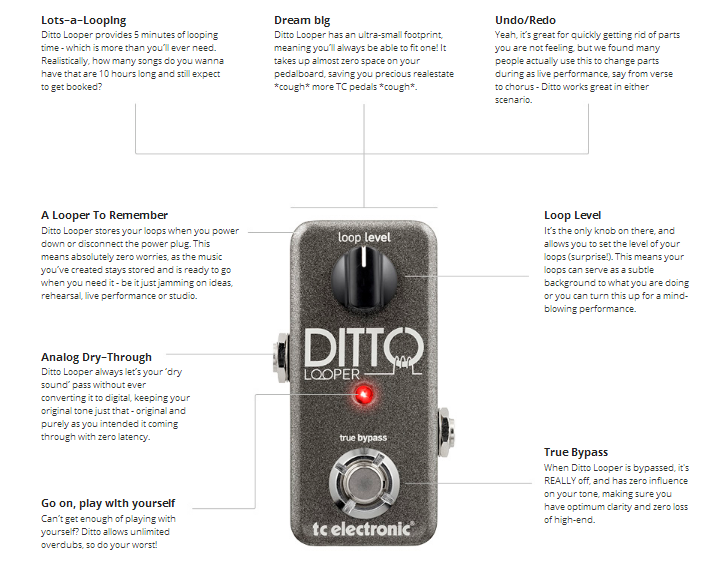 Lots-a-Looping
Ditto Looper provides 5 minutes of looping
time - which is more than you'll ever need.
Realistically, how many songs do you wanna
have that are 10 hours long and still expect
to get booked?
Dream big
Ditto Looper has an ultra-small footprint,
meaning you'll always be able to fit one! It
takes up almost zero space on your
pedalboard, saving you precious realestate
*cough* more TC pedals *cough*.
Undo/Redo
Yeah, it's great for quickly getting rid of parts
you are not feeling, but we found many
people actually use this to change parts
during as live performance, say from verse
to chorus - Ditto works great in either
scenario.
A Looper To Remember
Ditto Looper stores your loops when you power
down or disconnect the power plug. This
means absolutely zero worries, as the music
you've created stays stored and is ready to go
when you need it - be it just jamming on ideas,
rehearsal, live performance or studio.
Loop Level
It's the only knob on there, and
allows you to set the level of your
loops (surprise!). This means your
loops can serve as a subtle
background to what you are doing
or you can turn this up for a mind-
blowing performance.
Analog Dry-Through
Ditto Looper always let's your 'dry
sound' pass without ever
converting it to digital, keeping your
original tone just that - original and
purely as you intended it coming
through with zero latency.
Go on, play with yourself
Can't get enough of playing with
yourself? Ditto allows unlimited
overdubs, so do your worst!
True Bypass
When Ditto Looper is bypassed, it's
REALLY off, and has zero influence
on your tone, making sure you
have optimum clarity and zero loss
of high-end.
loop level
DITTO
LOOPER
true bypass
tc electronic®